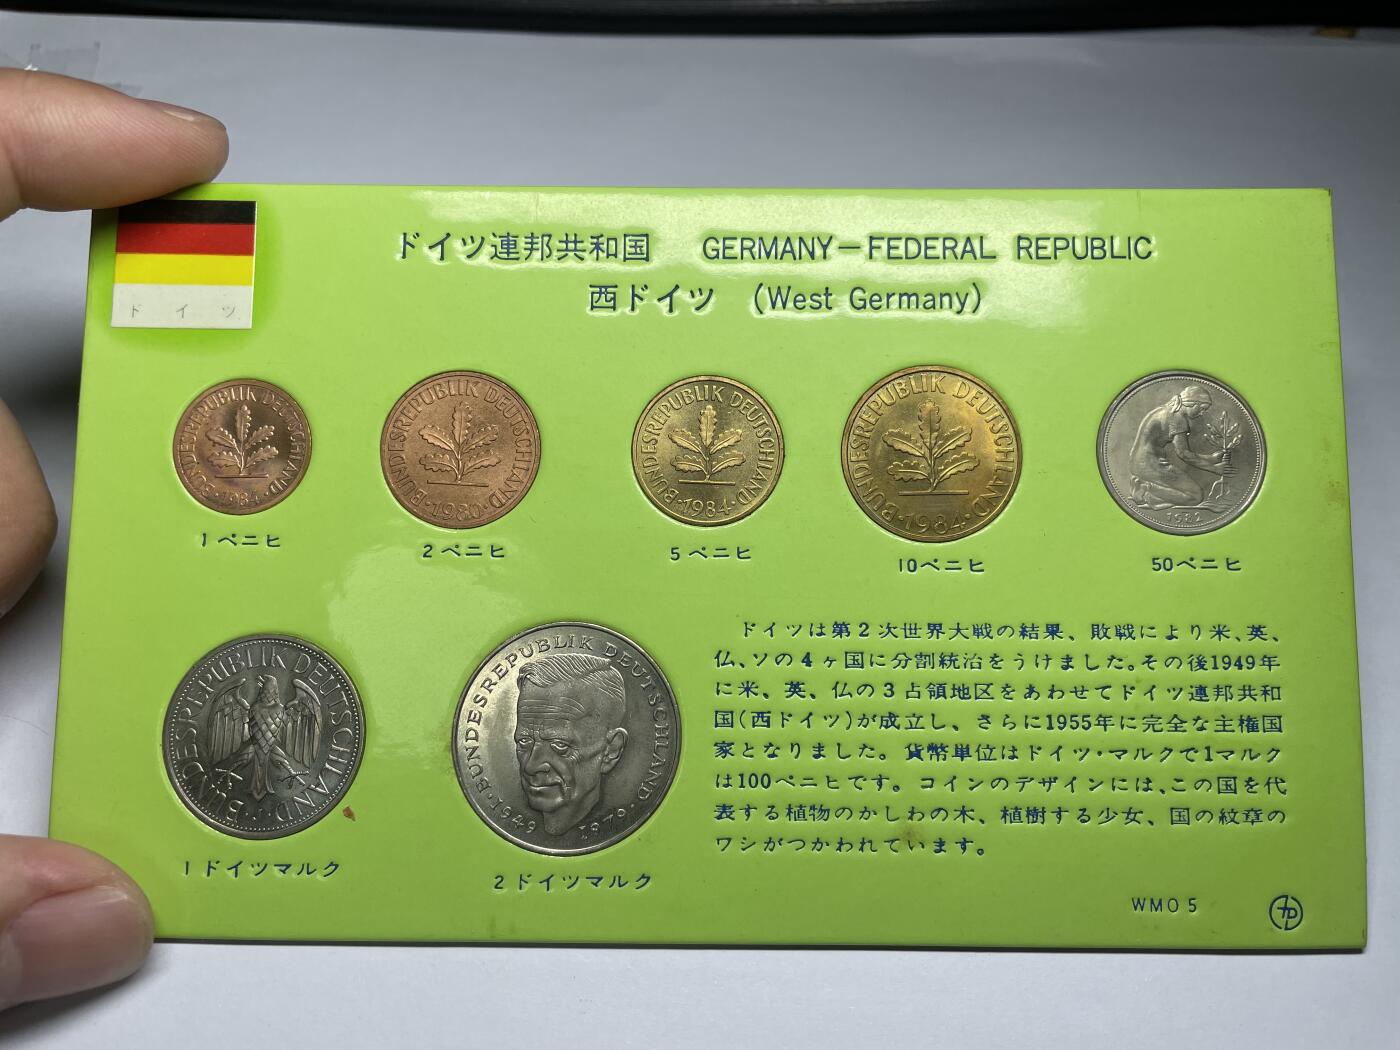 ドイツ連邦共和国 GERMANY－FEDERAL REPUBLIC
西ドイツ (West Germany)
ドイツ
BUNDESREPUBLIK DEUTSCHLAND · 1984 ·
BUNDESREPUBLIK DEUTSCHLAND · 1980 ·
BUNDESREPUBLIK DEUTSCHLAND · 1984 ·
BUNDESREPUBLIK DEUTSCHLAND · 1984 ·
1982
1ペニヒ
2ペニヒ
5ペニヒ
10ペニヒ
50ペニヒ
BUNDESREPUBLIK DEUTSCHLAND · J ·
BUNDESREPUBLIK DEUTSCHLAND · 1949 1979 ·
1ドイツマルク
2ドイツマルク
ドイツは第2次世界大戦の結果、敗戦により米、英、
仏、ソの4ヶ国に分割統治をうけました。その後1949年
に米、英、仏の3占領地区をあわせてドイツ連邦共和
国(西ドイツ)が成立し、さらに1955年に完全な主権国
家となりました。貨幣単位はドイツ・マルクで1マルク
は100ペニヒです。コインのデザインには、この国を代
表する植物のかしわの木、植樹する少女、国の紋章の
ワシがつかわれています。
WMO5